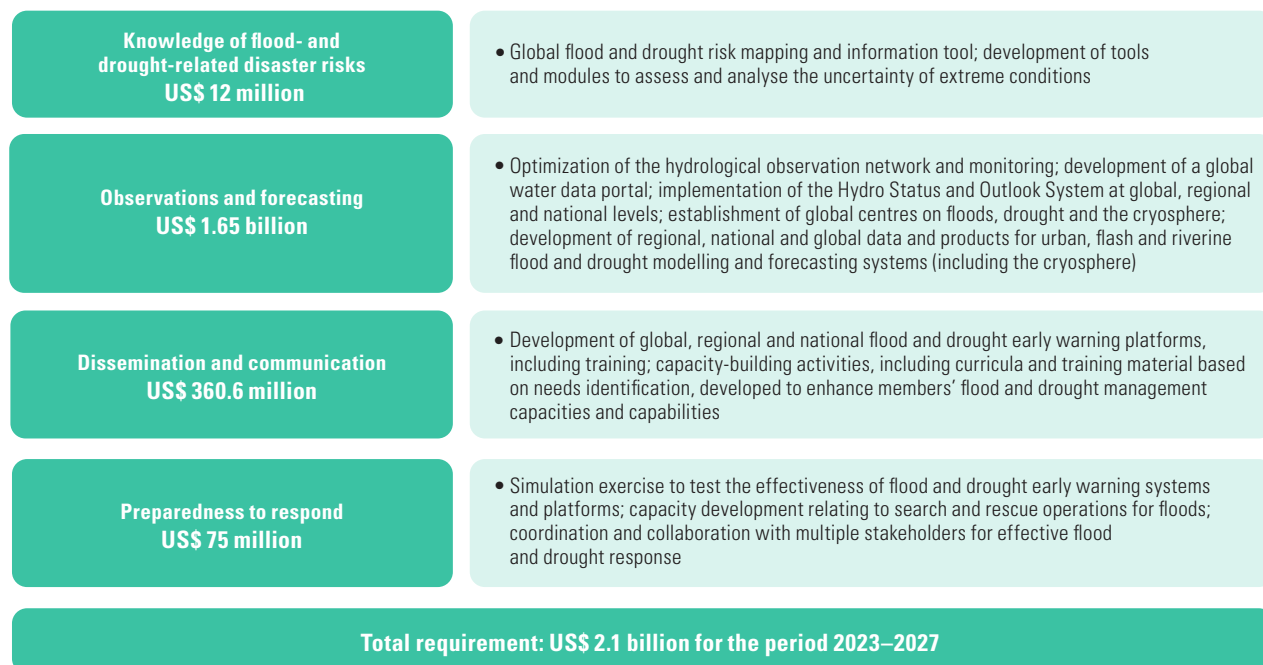 Knowledge of flood- and
drought-related disaster risks
US$ 12 million
• Global flood and drought risk mapping and information tool; development of tools
and modules to assess and analyse the uncertainty of extreme conditions
Observations and forecasting
US$ 1.65 billion
• Optimization of the hydrological observation network and monitoring; development of a global
water data portal; implementation of the Hydro Status and Outlook System at global, regional
and national levels; establishment of global centres on floods, drought and the cryosphere;
development of regional, national and global data and products for urban, flash and riverine
flood and drought modelling and forecasting systems (including the cryosphere)
Dissemination and communication
US$ 360.6 million
• Development of global, regional and national flood and drought early warning platforms,
including training; capacity-building activities, including curricula and training material based
on needs identification, developed to enhance members’ flood and drought management
capacities and capabilities
Preparedness to respond
US$ 75 million
• Simulation exercise to test the effectiveness of flood and drought early warning systems
and platforms; capacity development relating to search and rescue operations for floods;
coordination and collaboration with multiple stakeholders for effective flood
and drought response
Total requirement: US$ 2.1 billion for the period 2023–2027